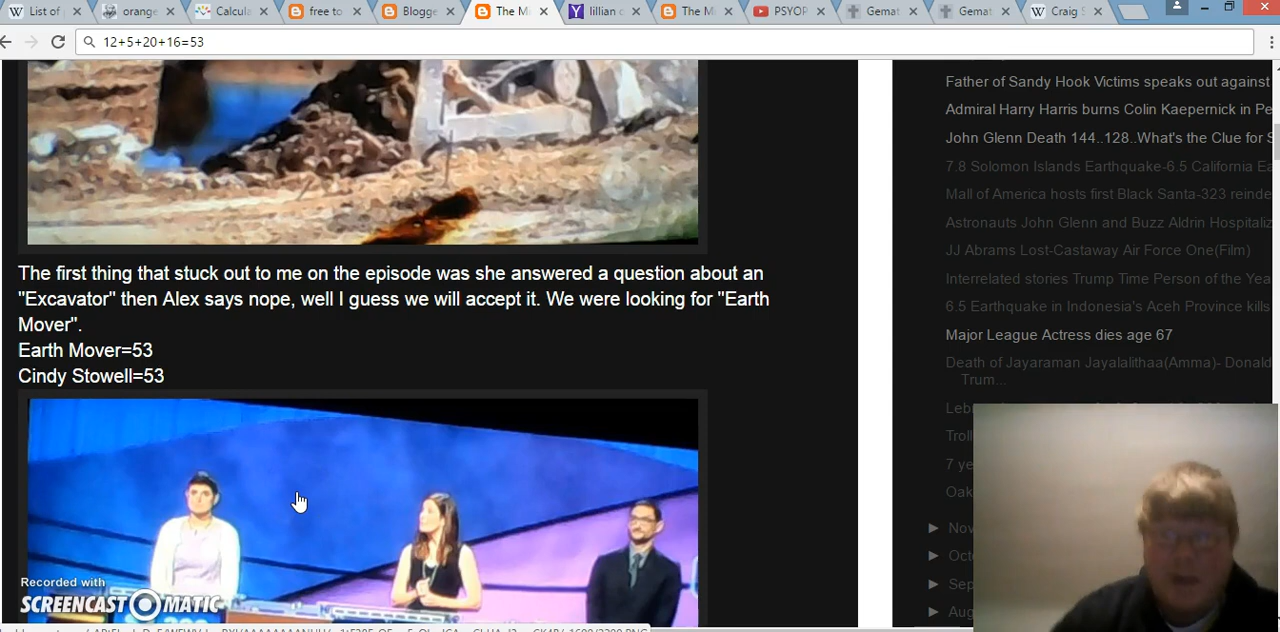 List of
orange
Calcula
free to
Blogge
The M
lillian
The M
PSYOP
Gemat
Gemat
Craig S
12+5+20+16=53
The first thing that stuck out to me on the episode was she answered a question about an
"Excavator" then Alex says nope, well I guess we will accept it. We were looking for "Earth
Mover".
Earth Mover=53
Cindy Stowell=53
Recorded with
SCREENCAST-O-MATIC
Father of Sandy Hook Victims speaks out against
Admiral Harry Harris burns Colin Kaepernick in Pe
John Glenn Death 144..128..What's the Clue for S
7.8 Solomon Islands Earthquake-6.5 California Ea
Mall of America hosts first Black Santa-323 reinde
Astronauts John Glenn and Buzz Aldrin Hospitaliz
JJ Abrams Lost-Castaway Air Force One(Film)
Interrelated stories Trump Time Person of the Yea
6.5 Earthquake in Indonesia's Aceh Province kills
Major League Actress dies age 67
Death of Jayaraman Jayalalithaa(Amma)- Donald
Trum...
Leb
Troll
7 ye
Oak
► Nov
► Oct
► Sep
► Aug